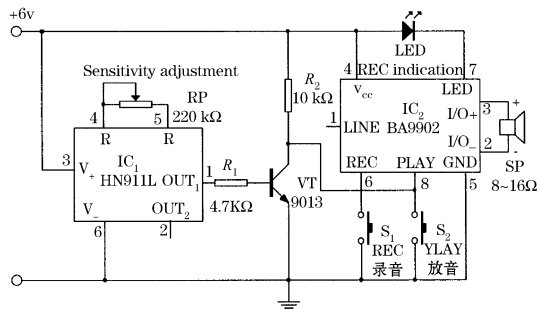 +6v
LED
Sensitivity adjustment
RP
220 kΩ
4
5
R
R
IC1
HN911L
3
V+
OUT1
1
R1
4.7KΩ
V_
OUT2
6
2
R2
10 kΩ
VT
9013
4
REC indication
7
Vcc
LED
IC2
BA9902
1
LINE
I/O+
3
+
I/O_
2
-
REC
PLAY
GND
SP
8~16Ω
6
8
5
S1
REC
录音
S2
YLAY
放音